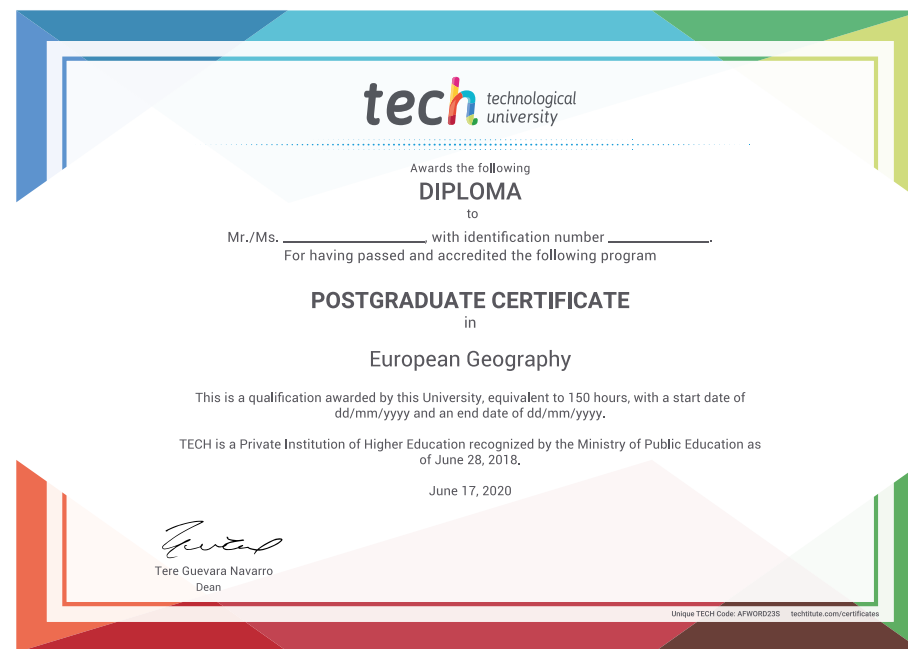 tech technological
university
Awards the following
DIPLOMA
to
Mr./Ms. ____________, with identification number ____________.
For having passed and accredited the following program
POSTGRADUATE CERTIFICATE
in
European Geography
This is a qualification awarded by this University, equivalent to 150 hours, with a start date of
dd/mm/yyyy and an end date of dd/mm/yyyy.
TECH is a Private Institution of Higher Education recognized by the Ministry of Public Education as
of June 28, 2018.
June 17, 2020
Tere Guevara Navarro
Dean
Unique TECH Code: AFWORD23S techtitute.com/certificates